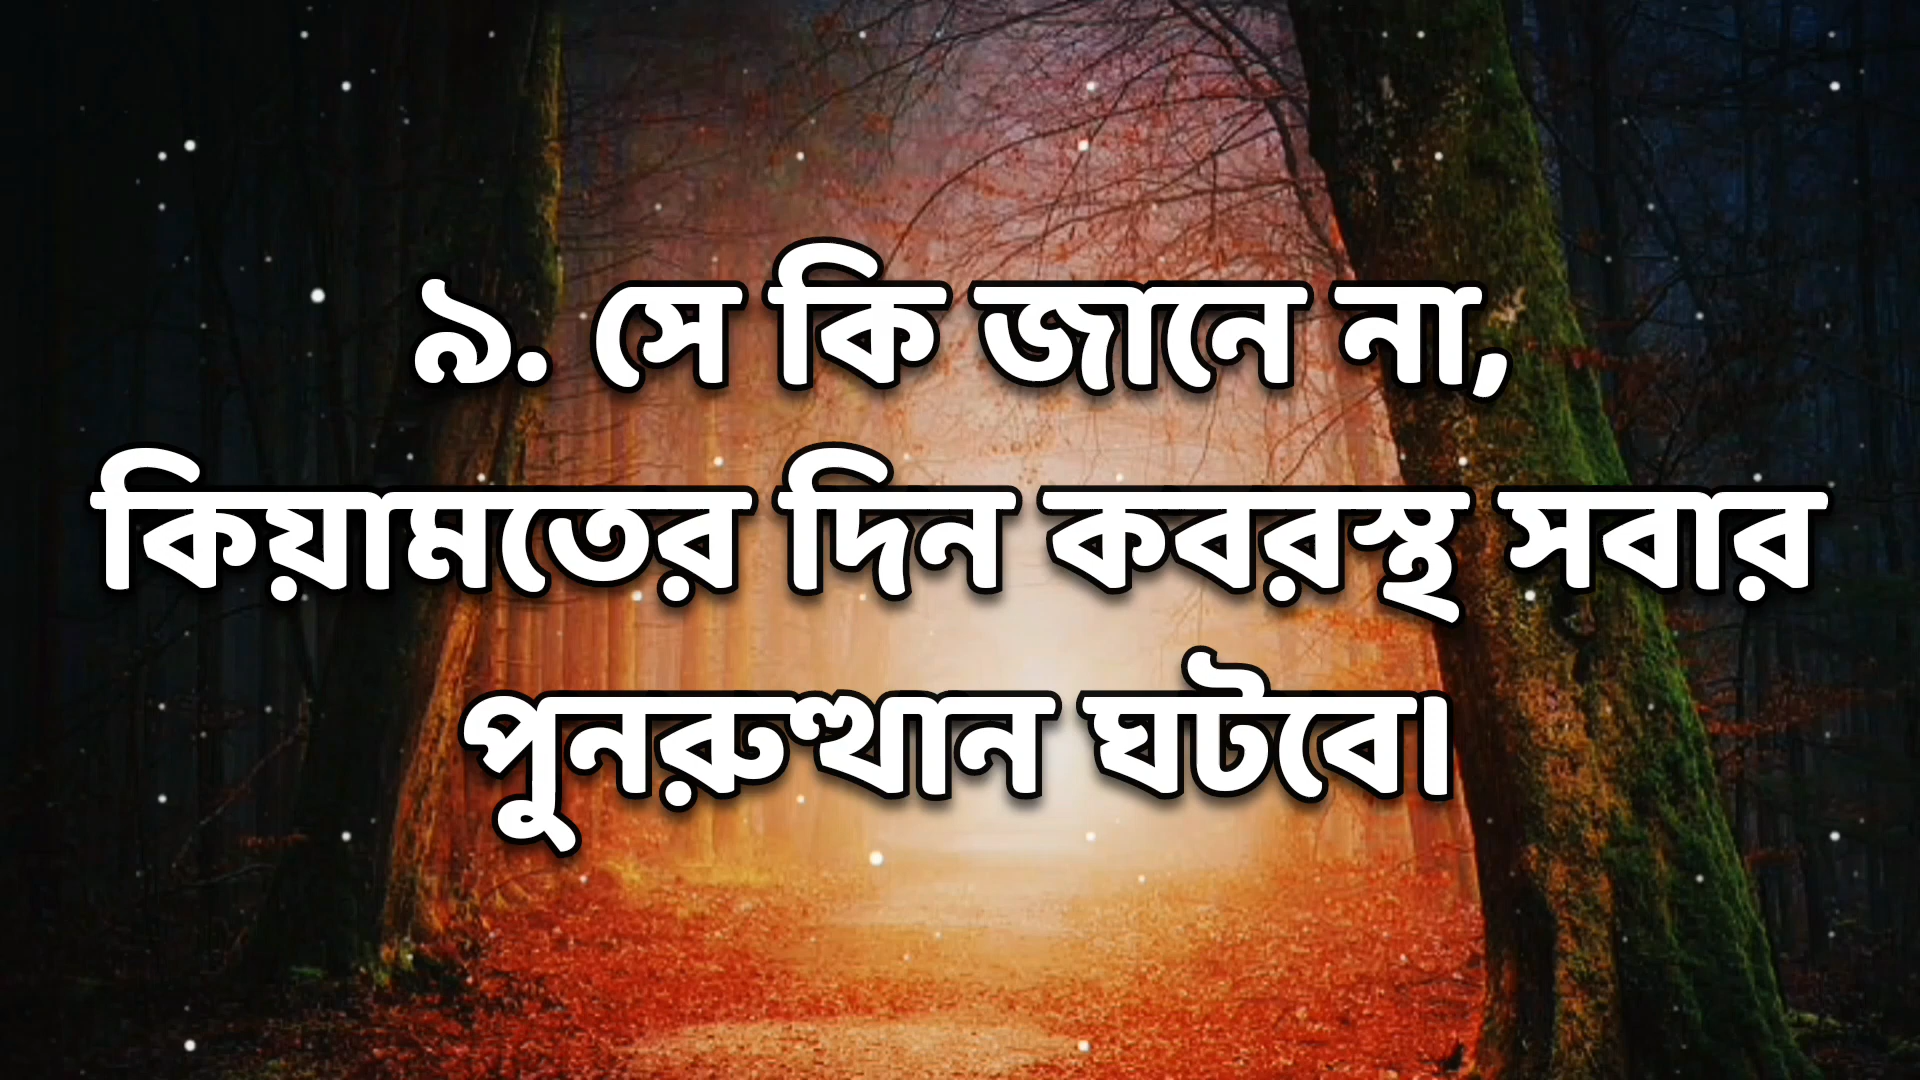 ৯. সে কি জানে না,
কিয়ামতের দিন কবরস্থ সবার
পুনরুত্থান ঘটবে।